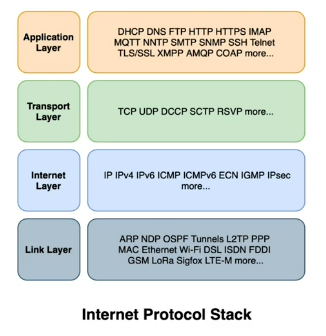 Application
Layer
DHCP DNS FTP HTTP HTTPS IMAP
MQTT NNTP SMTP SNMP SSH Telnet
TLS/SSL XMPP AMQP COAP more...
Transport
Layer
TCP UDP DCCP SCTP RSVP more...
Internet
Layer
IP IPv4 IPv6 ICMP ICMPv6 ECN IGMP IPsec
more...
Link Layer
ARP NDP OSPF Tunnels L2TP PPP
MAC Ethernet Wi-Fi DSL ISDN FDDI
GSM LoRa Sigfox LTE-M more...
Internet Protocol Stack